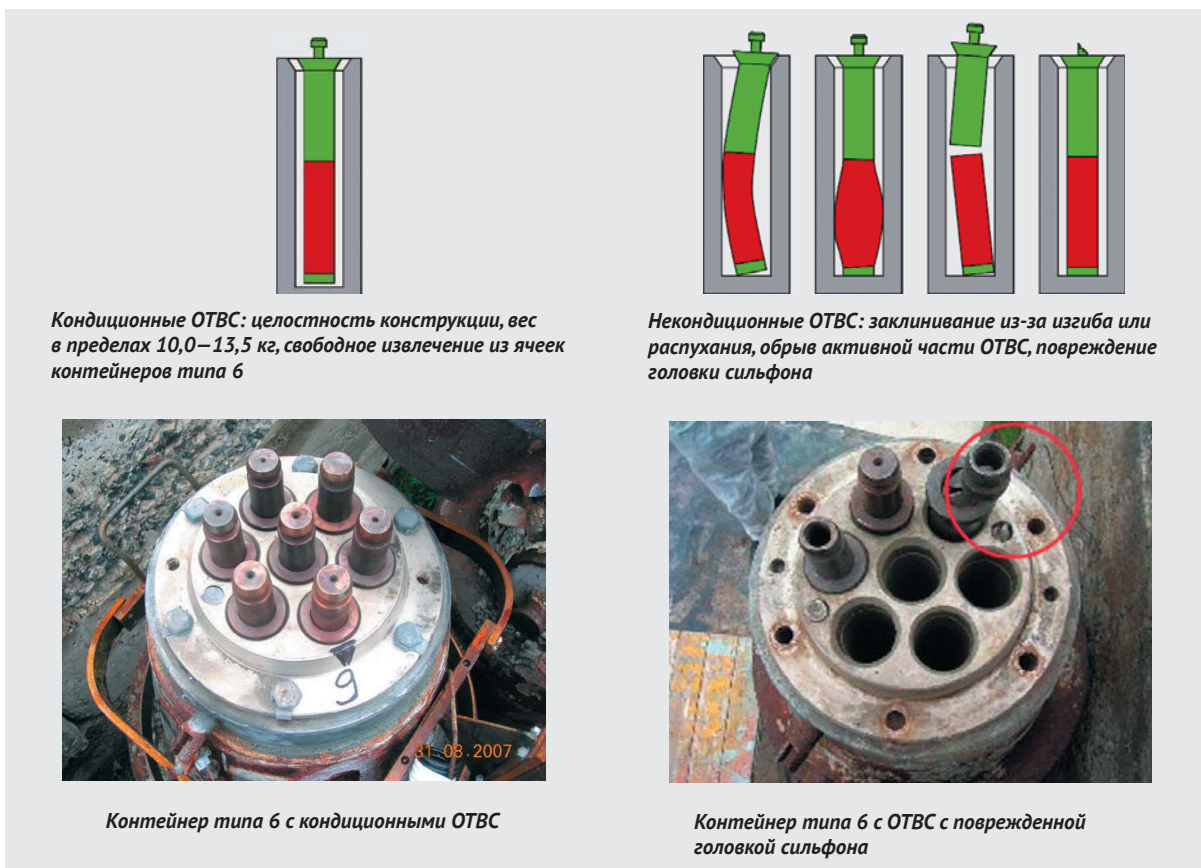 Кондиционные ОТВС: целостность конструкции, вес
в пределах 10,0—13,5 кг, свободное извлечение из ячеек
контейнеров типа 6
Некондиционные ОТВС: заклинивание из-за изгиба или
распухания, обрыв активной части ОТВС, повреждение
головки сильфона
9
31.08.2007
Контейнер типа 6 с кондиционными ОТВС
Контейнер типа 6 с ОТВС с поврежденной
головкой сильфона